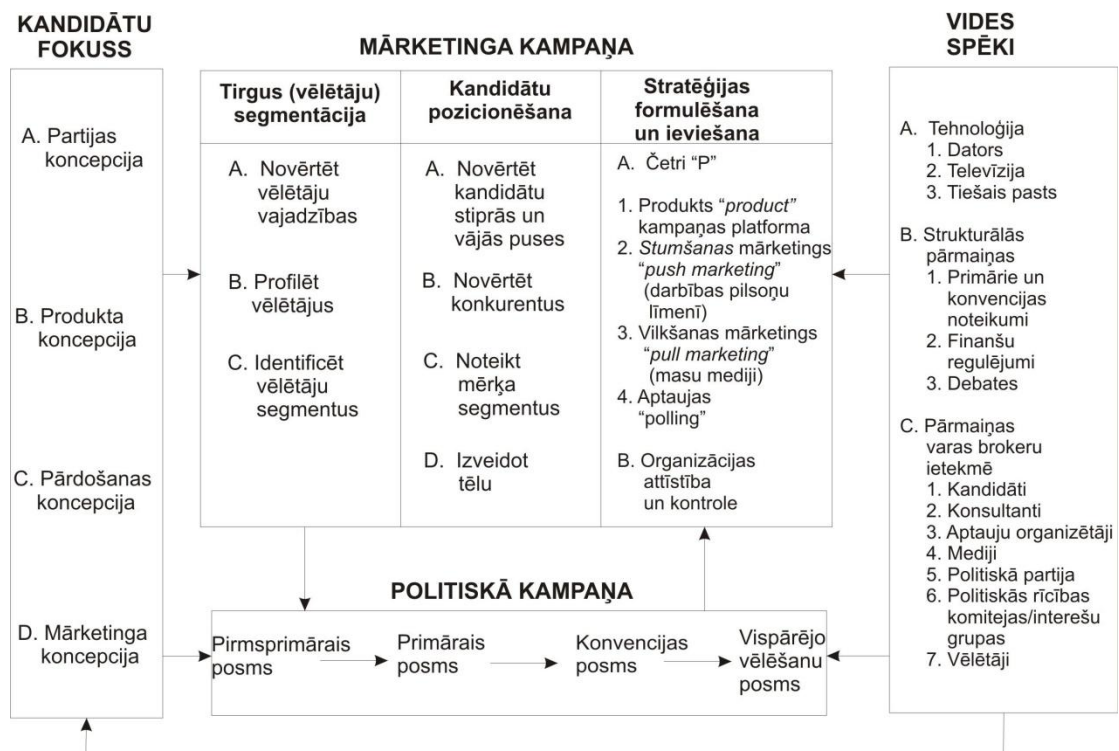 KANDIDĀTU
FOKUSS
A. Partijas
koncepcija
B. Produkta
koncepcija
C. Pārdošanas
koncepcija
D. Mārketinga
koncepcija
MĀRKETINGA KAMPAŅA
Tirgus (vēlētāju)
segmentācija
A. Novērtēt
vēlētāju
vajadzības
B. Profilēt
vēlētājus
C. Identificēt
vēlētāju
segmentus
Kandidātu
pozicionēšana
A. Novērtēt
kandidātu
stiprās un
vājās puses
B. Novērtēt
konkurentus
C. Noteikt
mērķa
segmentus
D. Izveidot
tēlu
Stratēģijas
formulēšana
un ieviešana
A. Četri “P”
1. Produkts “product”
kampaņas platforma
2. Stumšanas mārketings
“push marketing”
(darbības pilsoņu
līmenī)
3. Vilkšanas mārketings
“pull marketing”
(masu mediji)
4. Aptaujas
“polling”
B. Organizācijas
attīstība
un kontrole
POLITISKĀ KAMPAŅA
Pirmsprimārais
posms
Primārais
posms
Konvencijas
posms
Vispārējo
vēlēšanu
posms
VIDES
SPĒKI
A. Tehnoloģija
1. Dators
2. Televīzija
3. Tiešais pasts
B. Strukturālās
pārmaiņas
1. Primārie un
konvencijas
noteikumi
2. Finanšu
regulējumi
3. Debates
C. Pārmaiņas
varas brokeru
ietekmē
1. Kandidāti
2. Konsultanti
3. Aptauju organizētāji
4. Mediji
5. Politiskā partija
6. Politiskās rīcības
komitejas/interešu
grupas
7. Vēlētāji